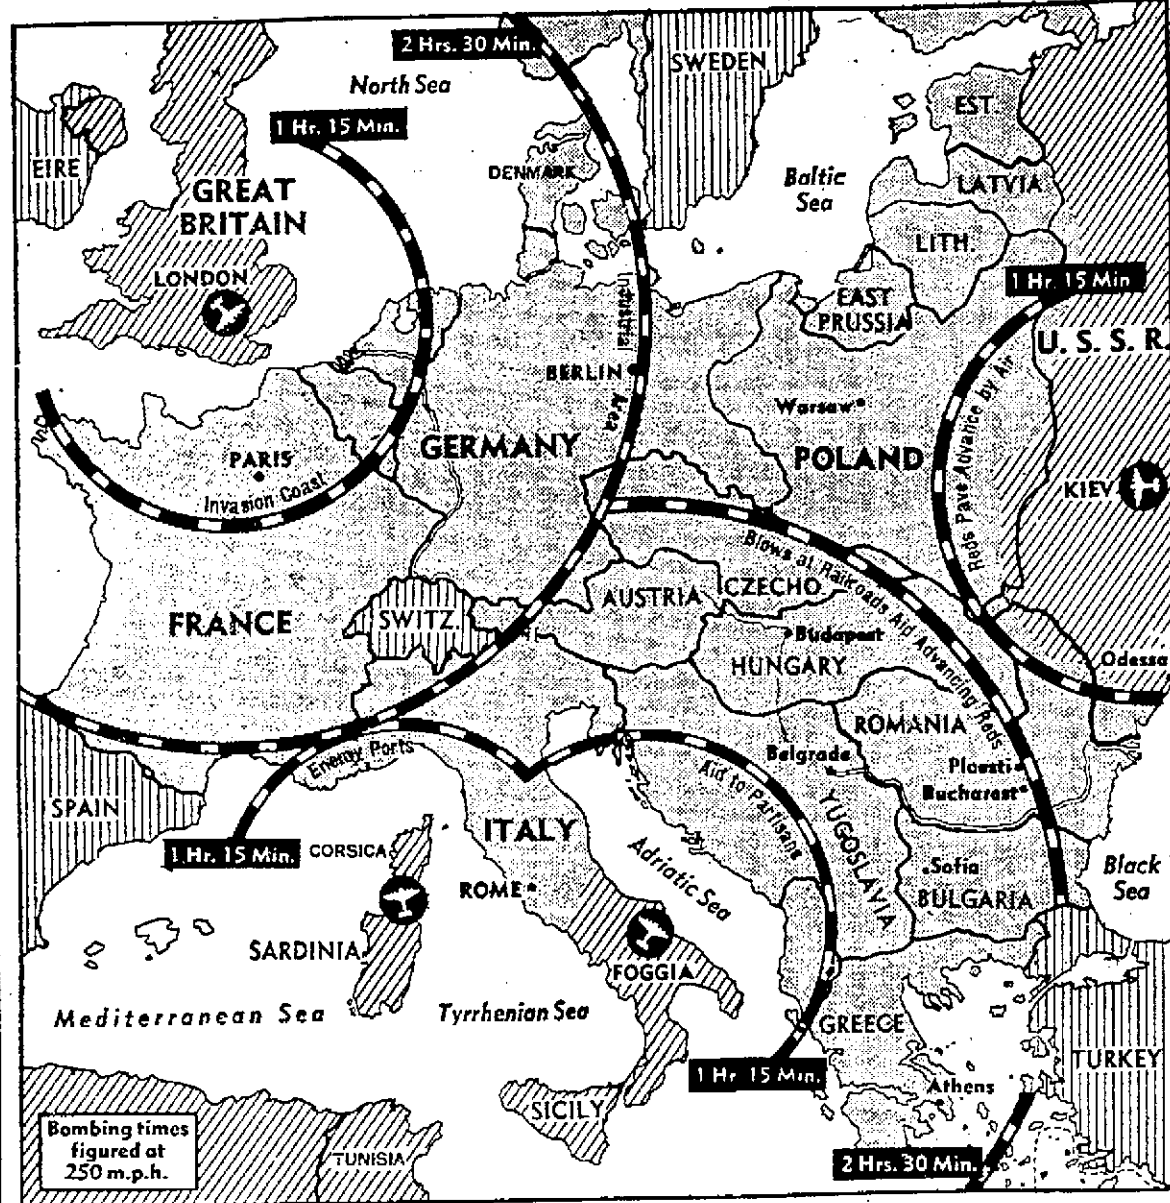 2 Hrs. 30 Min.
SWEDEN
North Sea
EST.
1 Hr. 15 Min.
EIRE
DENMARK
Baltic
Sea
LATVIA
GREAT
BRITAIN
LITH.
LONDON
1 Hr. 15 Min
EAST
PRUSSIA
Industrial
Area
U. S. S. R.
BERLIN
Warsaw
Reds Pave Advance by Air
GERMANY
POLAND
PARIS
Invasion Coast
KIEV
Blows at Railroads Aid Advancing Reds
AUSTRIA
CZECHO.
FRANCE
SWITZ.
Budapest
HUNGARY
Odessa
ROMANIA
Energy Ports
Belgrade
Ploesti
Aid to Partisans
Bucharest
SPAIN
YUGOSLAVIA
ITALY
1 Hr. 15 Min.
CORSICA
Adriatic Sea
Sofia
BULGARIA
Black
Sea
ROME
SARDINIA
FOGGIA
Mediterranean Sea
Tyrrhenian Sea
GREECE
TURKEY
1 Hr. 15 Min.
Athens
SICILY
Bombing times
figured at
250 m.p.h.
TUNISIA
2 Hrs. 30 Min.